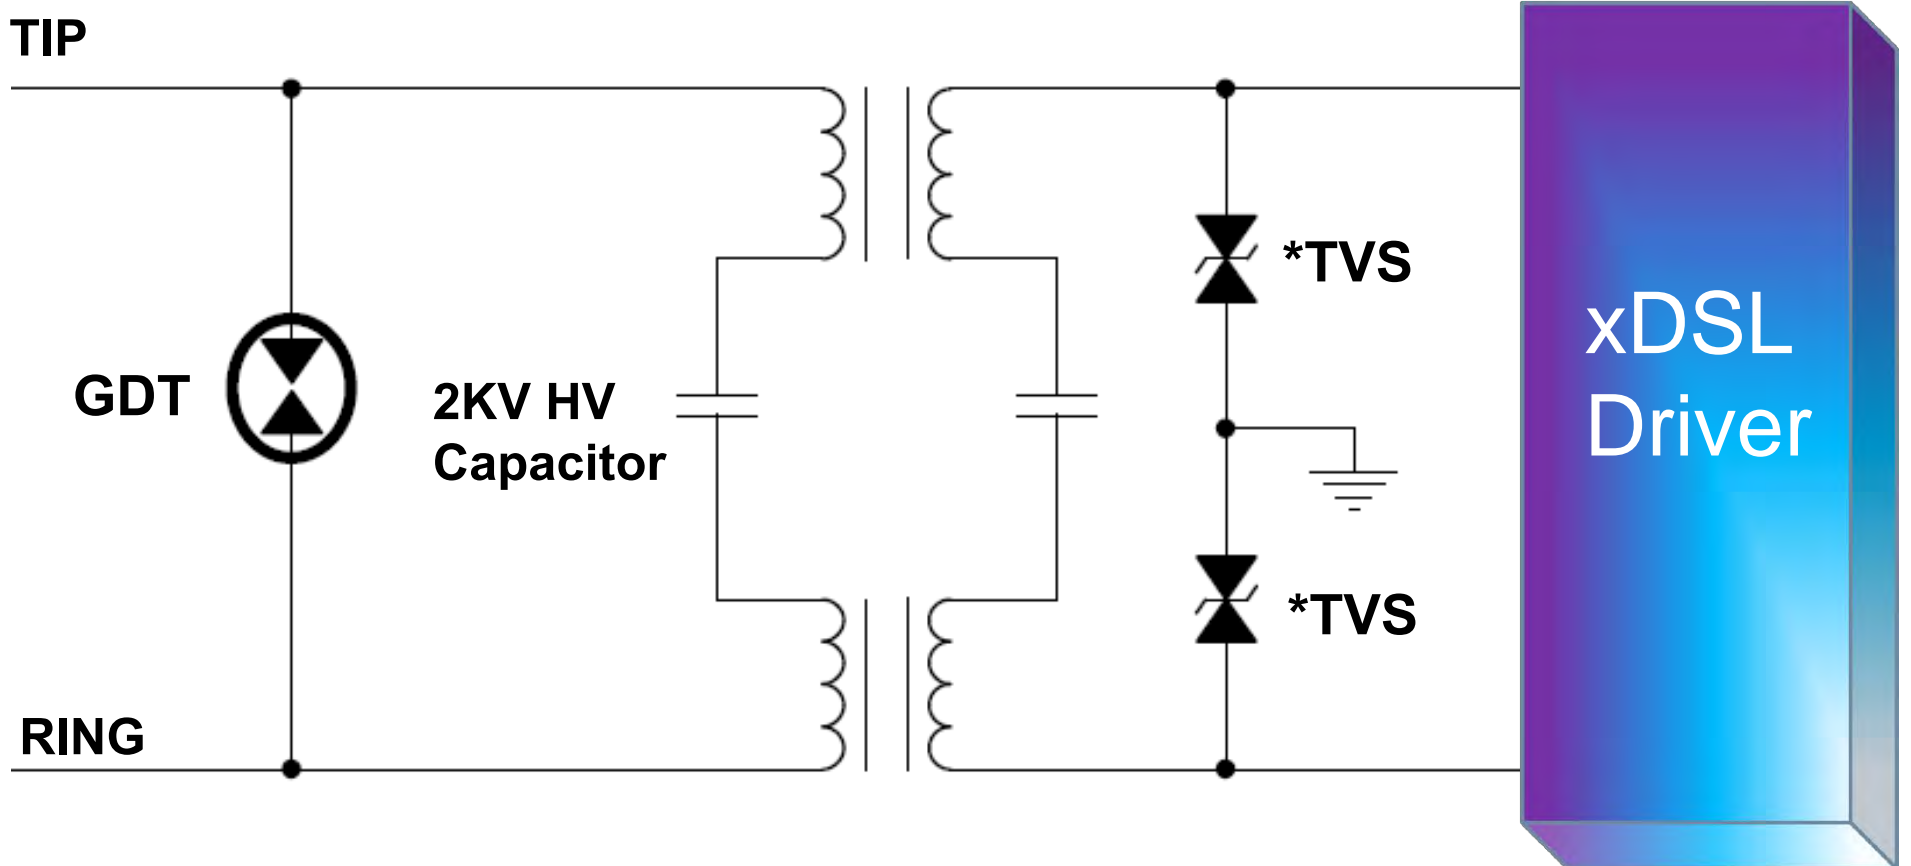 TIP
*TVS
xDSL
Driver
GDT
2KV HV
Capacitor
*TVS
RING